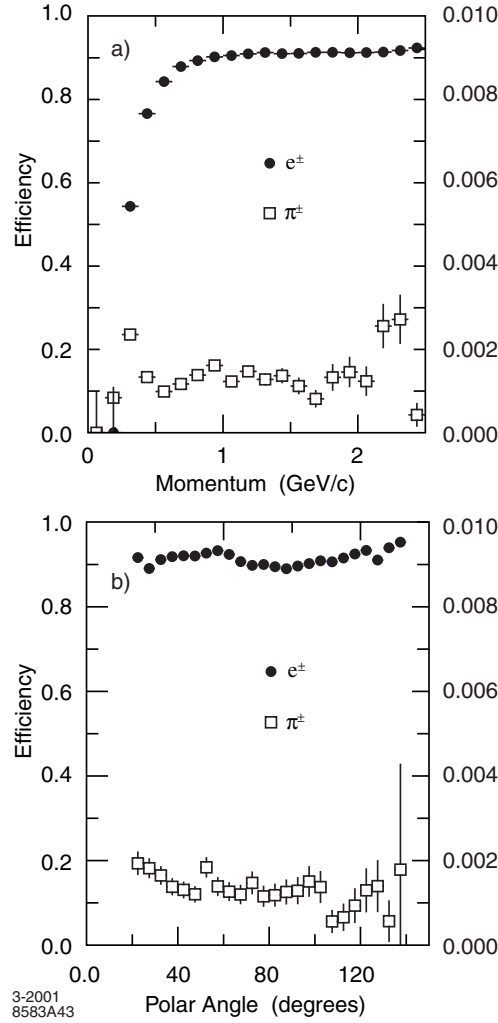 1.0 0.010
a)
0.8 0.008
e±
0.6 0.006
π±
Efficiency
0.4 0.004
0.2 0.002
0.0 0.000
0 1 2
Momentum (GeV/c)
1.0 0.010
b)
0.8 0.008
e±
0.6 0.006
π±
Efficiency
0.4 0.004
0.2 0.002
0.0 0.000
0.0 40 80 120
3-2001
8583A43
Polar Angle (degrees)